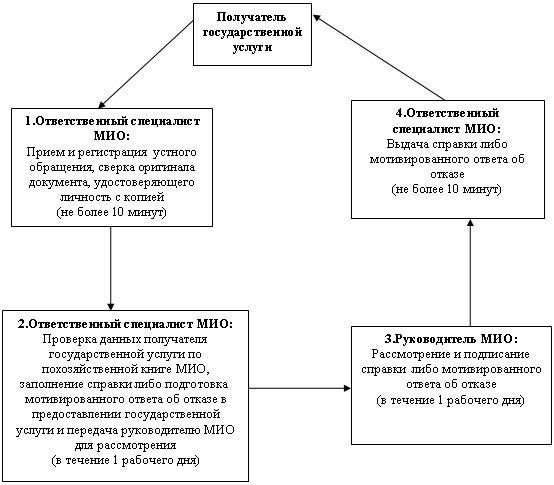 Получатель
государственной
услуги
1.Ответственный специалист
МИО:
Прием и регистрация устного
обращения, сверка оригинала
документа, удостоверяющего
личность с копией
(не более 10 минут)
2.Ответственный специалист МИО:
Проверка данных получателя
государственной услуги по
похозяйственной книге МИО,
заполнение справки либо подготовка
мотивированного ответа об отказе в
предоставлении государственной
услуги и передача руководителю МИО
для рассмотрения
(в течение 1 рабочего дня)
3.Руководитель МИО:
Рассмотрение и подписание
справки либо мотивированного
ответа об отказе
(в течение 1 рабочего дня)
4.Ответственный
специалист МИО:
Выдача справки либо
мотивированного ответа об
отказе
(не более 10 минут)